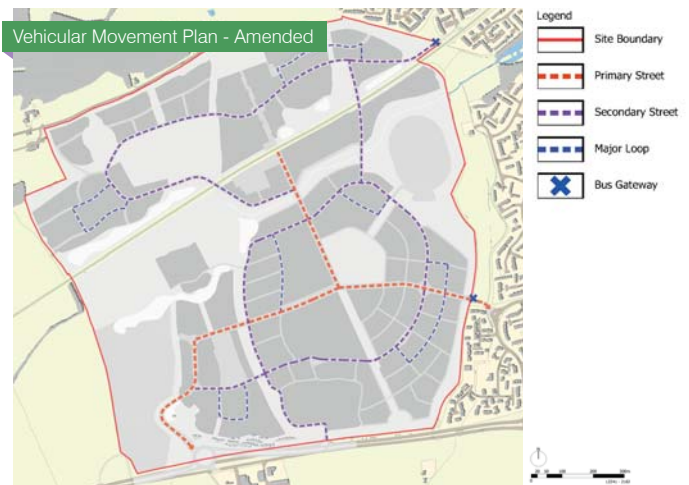 Vehicular Movement Plan - Amended
Legend
Site Boundary
Primary Street
Secondary Street
Major Loop
Bus Gateway